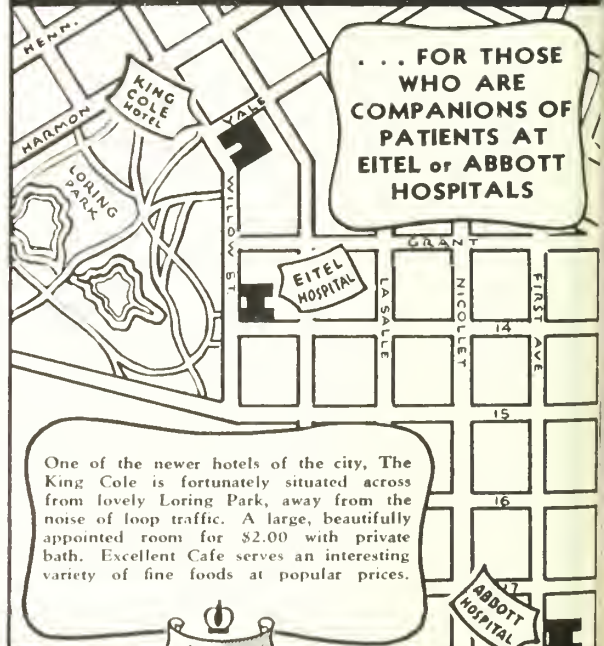 HENN.
KING
COLE
HOTEL
HARMON
YALE
LORING
PARK
. . . FOR THOSE
WHO ARE
COMPANIONS OF
PATIENTS AT
EITEL or ABBOTT
HOSPITALS
WILLOW ST.
GRANT
EITEL
HOSPITAL
LA SALLE
NICOLLET
FIRST AVE
14
15
16
One of the newer hotels of the city, The
King Cole is fortunately situated across
from lovely Loring Park, away from the
noise of loop traffic. A large, beautifully
appointed room for $2.00 with private
bath. Excellent Cafe serves an interesting
variety of fine foods at popular prices.
ABBOTT
HOSPITAL